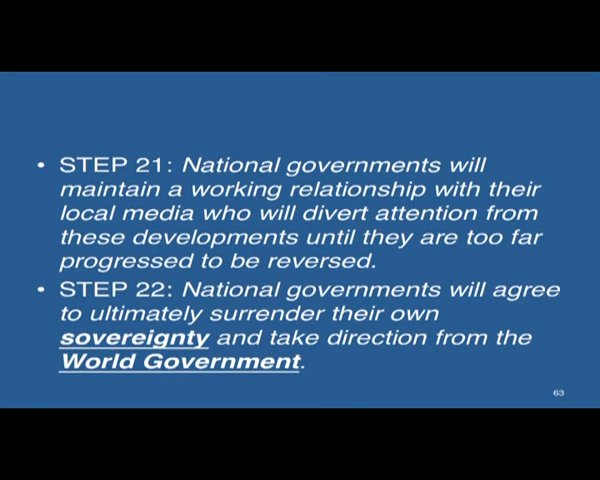 • STEP 21: National governments will
maintain a working relationship with their
local media who will divert attention from
these developments until they are too far
progressed to be reversed.
• STEP 22: National governments will agree
to ultimately surrender their own
sovereignty and take direction from the
World Government.
63